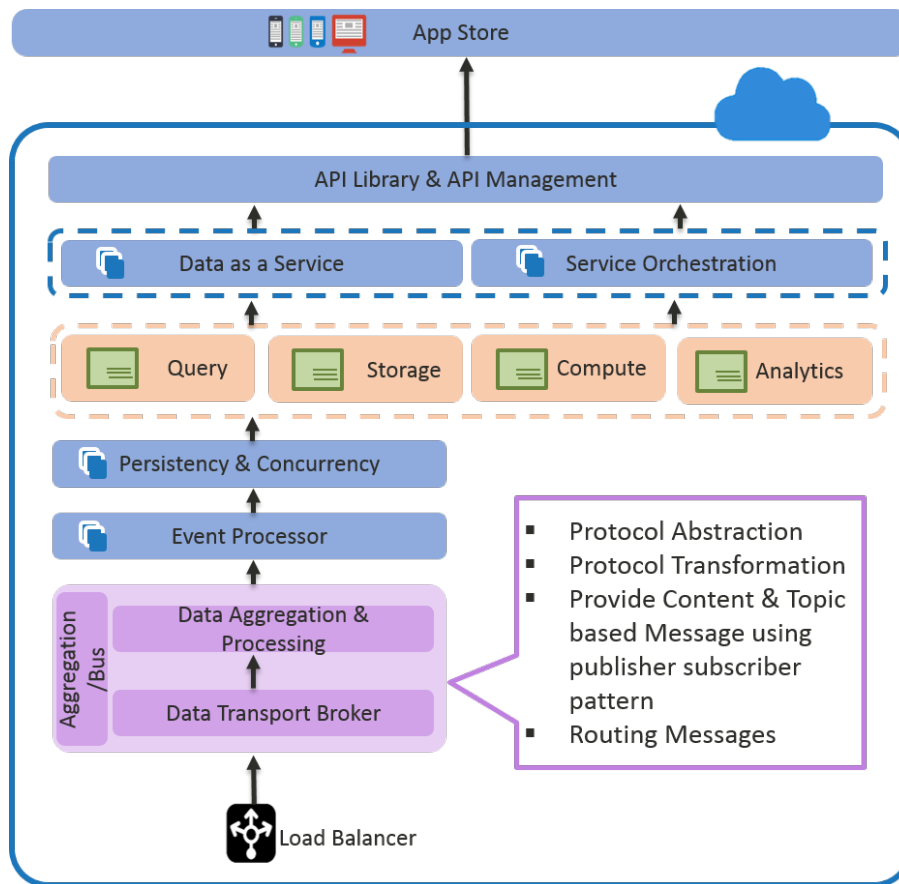 App Store
API Library & API Management
Data as a Service
Service Orchestration
Query
Storage
Compute
Analytics
Persistency & Concurrency
Event Processor
Aggregation
/Bus
Data Aggregation &
Processing
Data Transport Broker
▪ Protocol Abstraction
▪ Protocol Transformation
▪ Provide Content & Topic
based Message using
publisher subscriber
pattern
▪ Routing Messages
Load Balancer